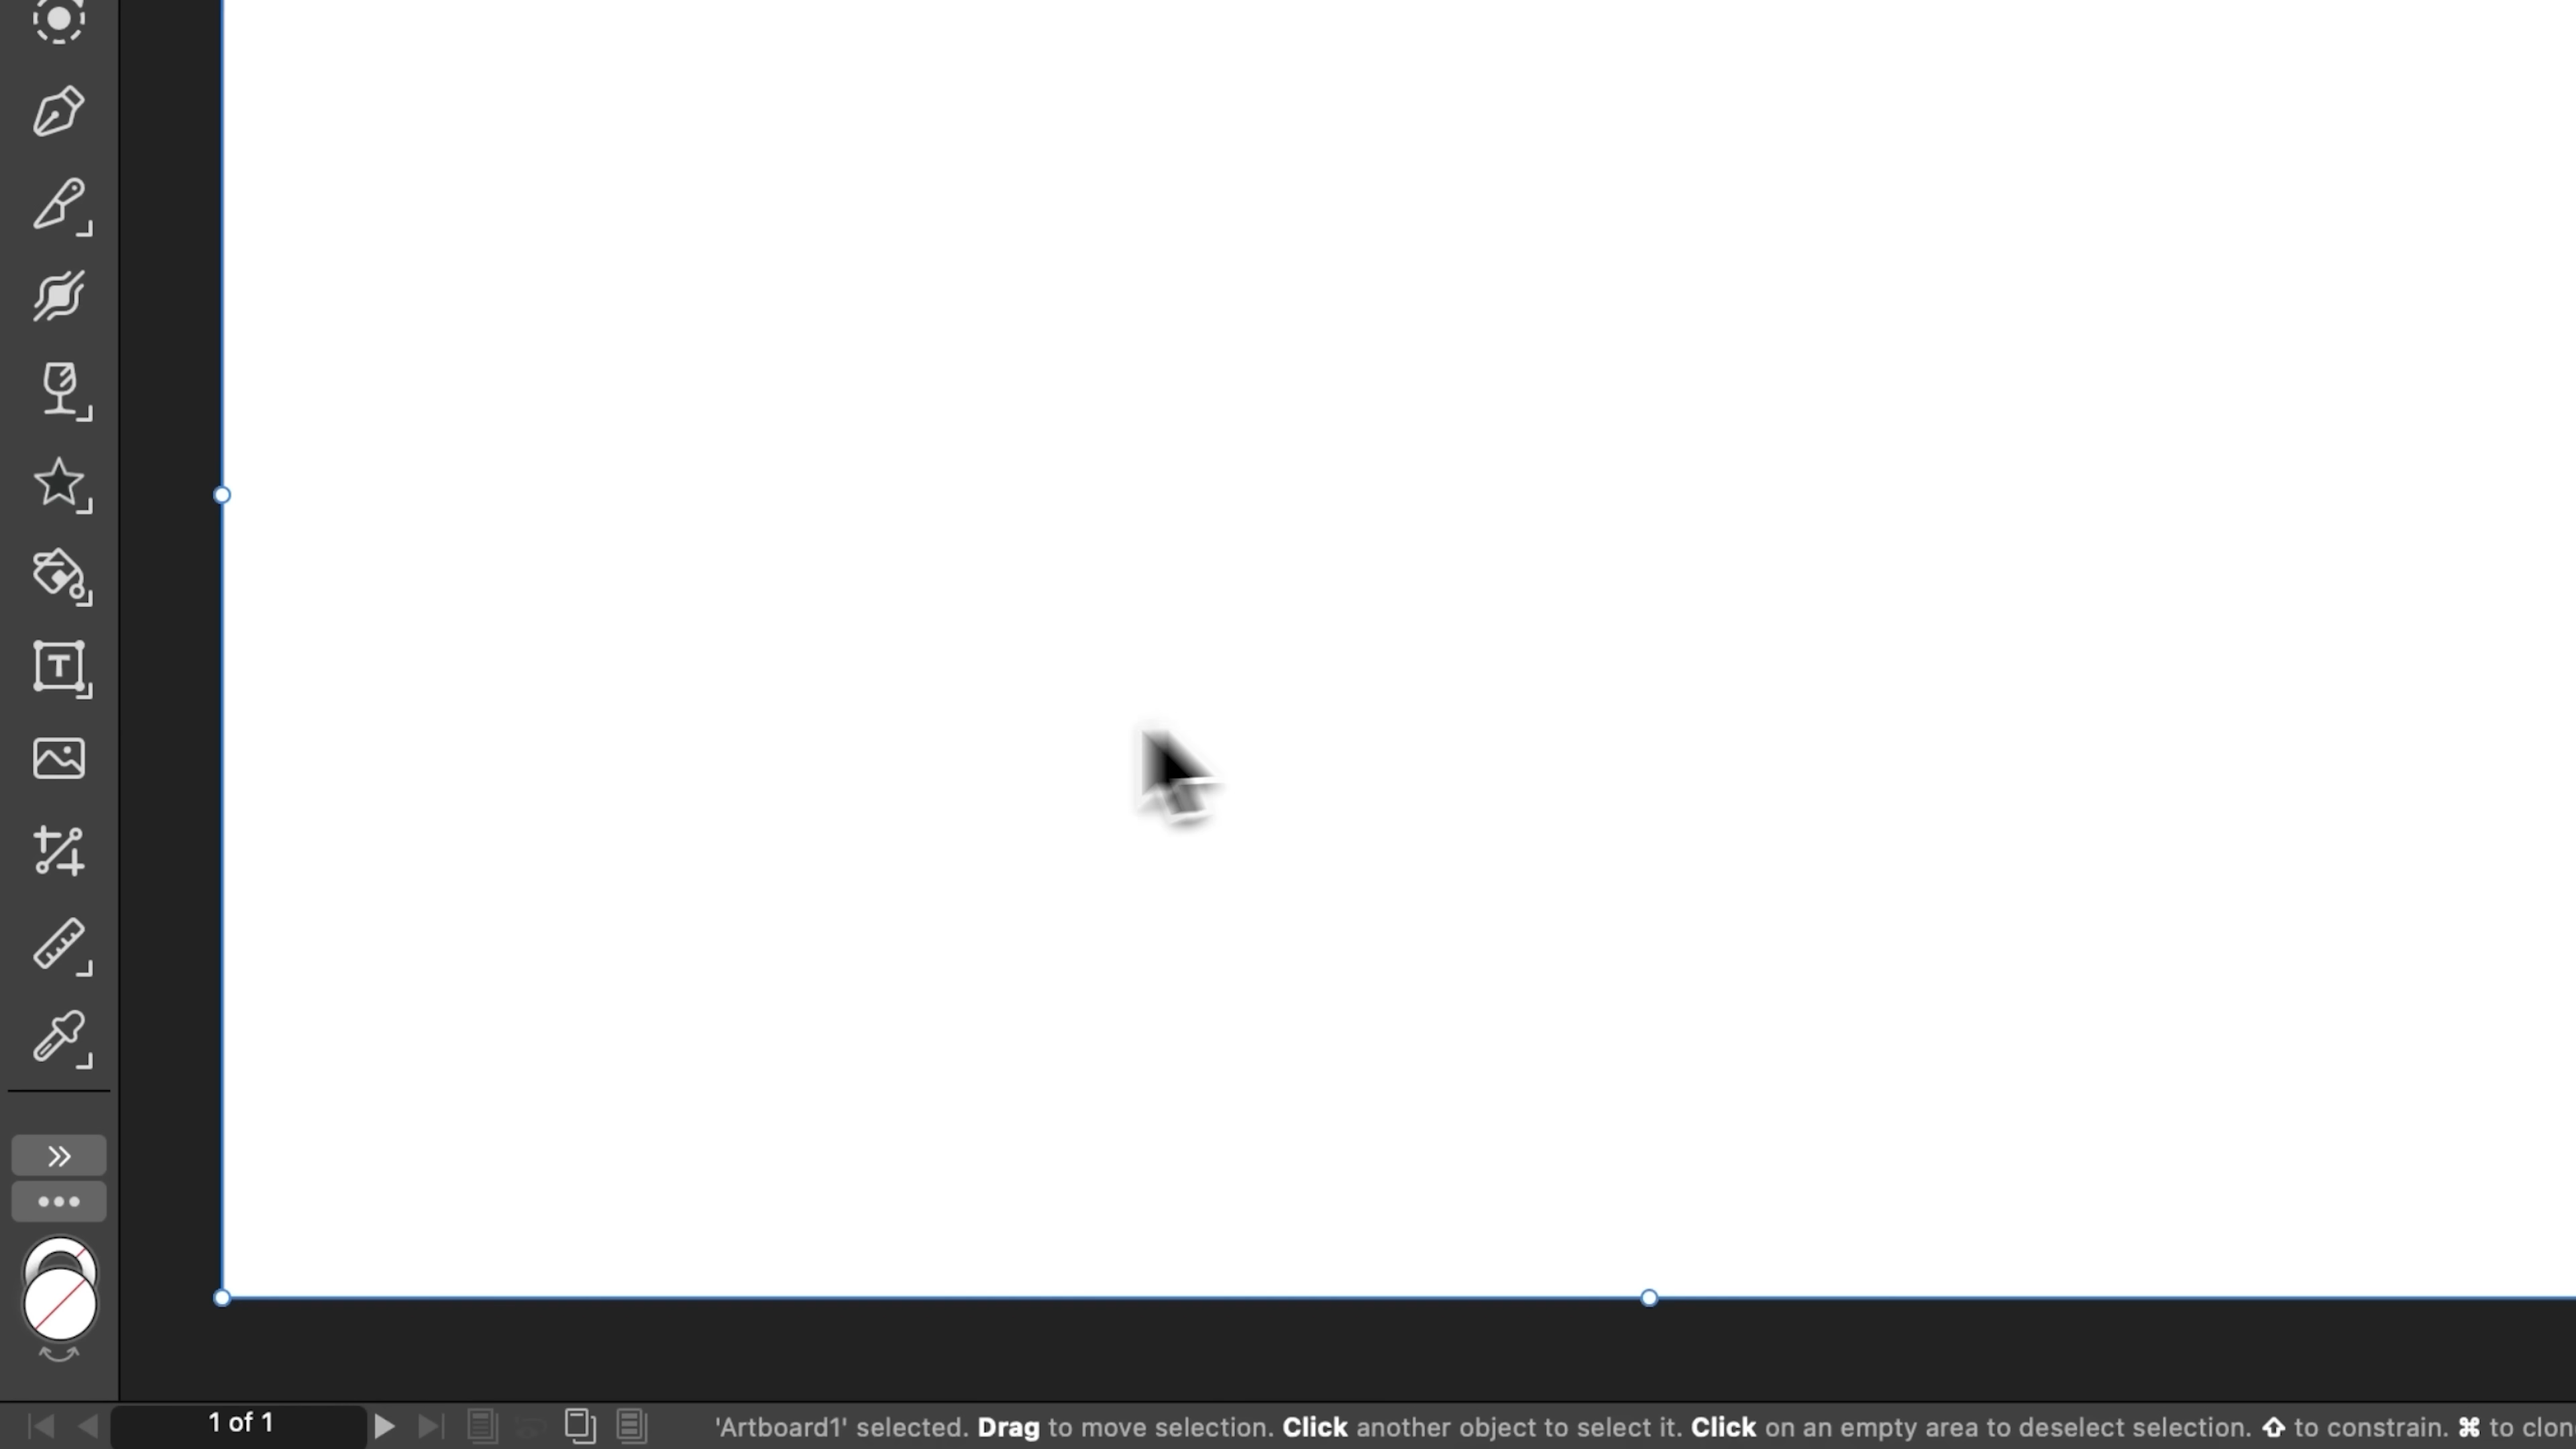 1 of 1
'Artboard1' selected. Drag to move selection. Click another object to select it. Click on an empty area to deselect selection. ⇧ to constrain. ⌘ to